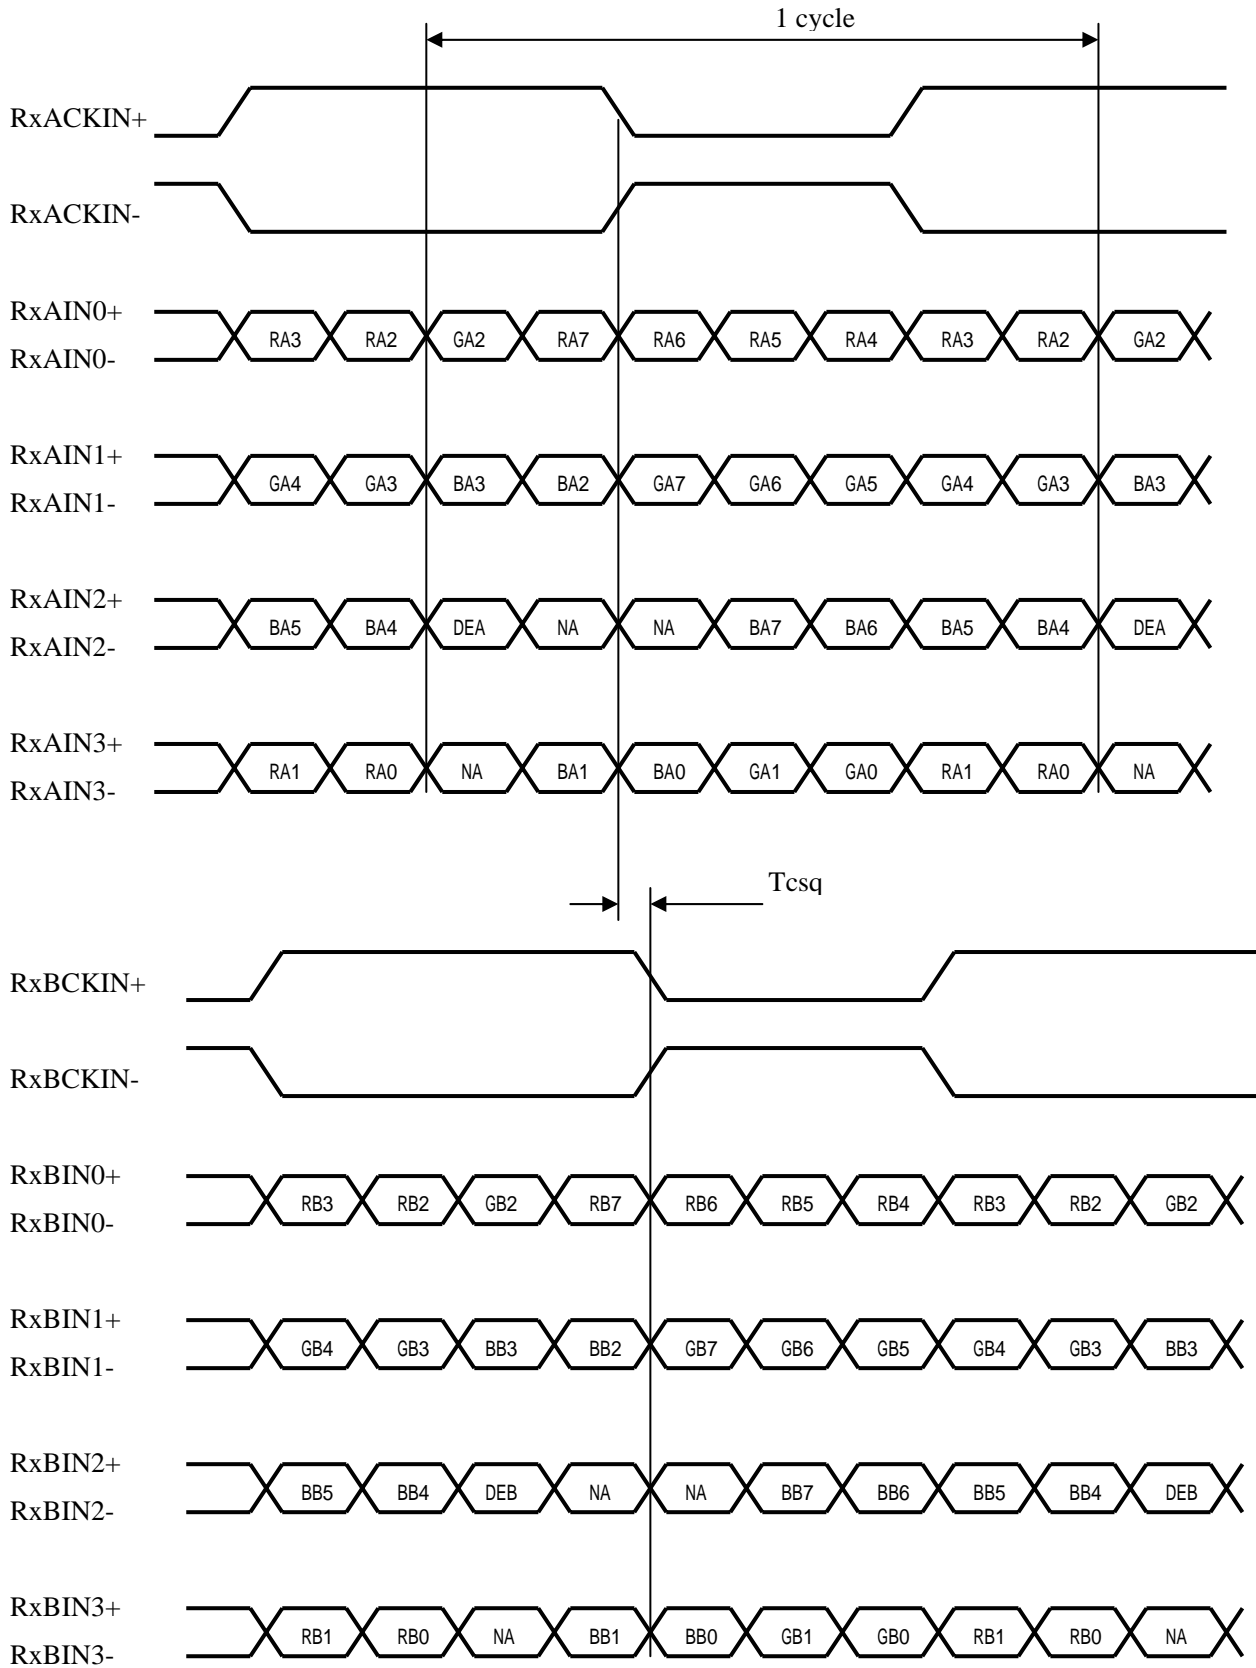 1 cycle
RxACKIN+
RxACKIN-
RxAIN0+
RA3 RA2 GA2 RA7 RA6 RA5 RA4 RA3 RA2 GA2
RxAIN0-
RxAIN1+
GA4 GA3 BA3 BA2 GA7 GA6 GA5 GA4 GA3 BA3
RxAIN1-
RxAIN2+
BA5 BA4 DEA NA NA BA7 BA6 BA5 BA4 DEA
RxAIN2-
RxAIN3+
RA1 RA0 NA BA1 BA0 GA1 GA0 RA1 RA0 NA
RxAIN3-
Tcsq
RxBCKIN+
RxBCKIN-
RxBIN0+
RB3 RB2 GB2 RB7 RB6 RB5 RB4 RB3 RB2 GB2
RxBIN0-
RxBIN1+
GB4 GB3 BB3 BB2 GB7 GB6 GB5 GB4 GB3 BB3
RxBIN1-
RxBIN2+
BB5 BB4 DEB NA NA BB7 BB6 BB5 BB4 DEB
RxBIN2-
RxBIN3+
RB1 RB0 NA BB1 BB0 GB1 GB0 RB1 RB0 NA
RxBIN3-